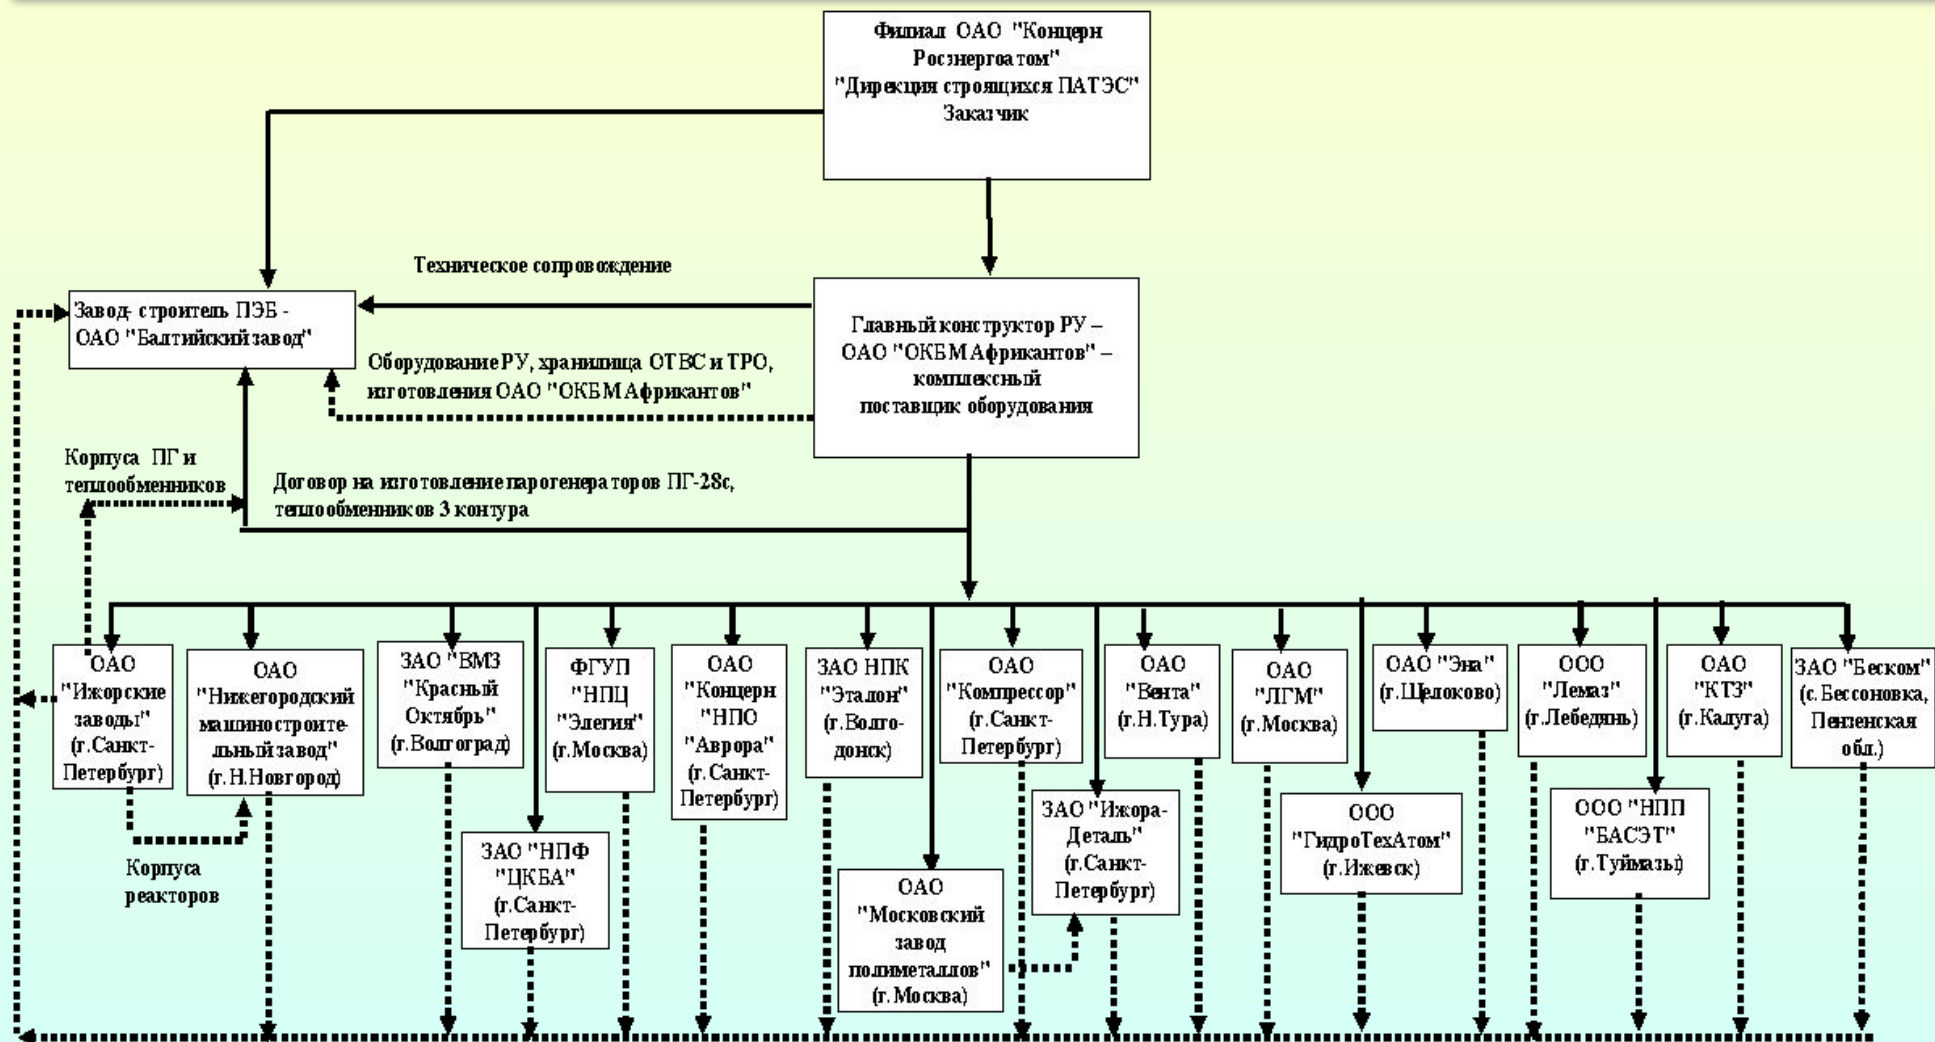 Филиал ОАО "Концерн
Росэнергоатом"
"Дирекция строящихся ПАТЭС"
Заказчик
Техническое сопровождение
Завод- строитель ПЭБ -
ОАО "Балтийский завод"
Главный конструктор РУ –
ОАО "ОКБМ Африкантов" –
комплексный
поставщик оборудования
Оборудование РУ, хранилища ОТВС и ТРО,
изготовления ОАО "ОКБМ Африкантов"
Корпуса ПГ и
теплообменников
Договор на изготовление парогенераторов ПГ-28с,
теплообменников 3 контура
ОАО
"Ижорские
заводы"
(г.Санкт-
Петербург)
ОАО
"Нижегородский
машиностроите-
льный завод"
(г.Н.Новгород)
ЗАО "ВМЗ
"Красный
Октябрь"
(г.Волгоград)
ФГУП
"НПЦ
"Элегия"
(г.Москва)
ОАО
"Концерн
"НПО
"Аврора"
(г.Санкт-
Петербург)
ЗАО НПК
"Эталон"
(г.Волго-
донск)
ОАО
"Компрессор"
(г.Санкт-
Петербург)
ОАО
"Вента"
(г.Н.Тура)
ОАО
"ЛГМ"
(г.Москва)
ОАО "Эна"
(г.Щелоково)
ООО
"Лемаз"
(г.Лебедянь)
ОАО
"КТЗ"
(г.Калуга)
ЗАО "Беском"
(с.Бессоновка,
Пензенская
обл.)
Корпуса
реакторов
ЗАО "НПФ
"ЦКБА"
(г.Санкт-
Петербург)
ОАО
"Московский
завод
полиметаллов"
(г.Москва)
ЗАО "Ижора-
Деталь"
(г.Санкт-
Петербург)
ООО
"ГидроТехАтом"
(г.Ижевск)
ООО "НПП
"БАСЭТ"
(г.Туймазы)